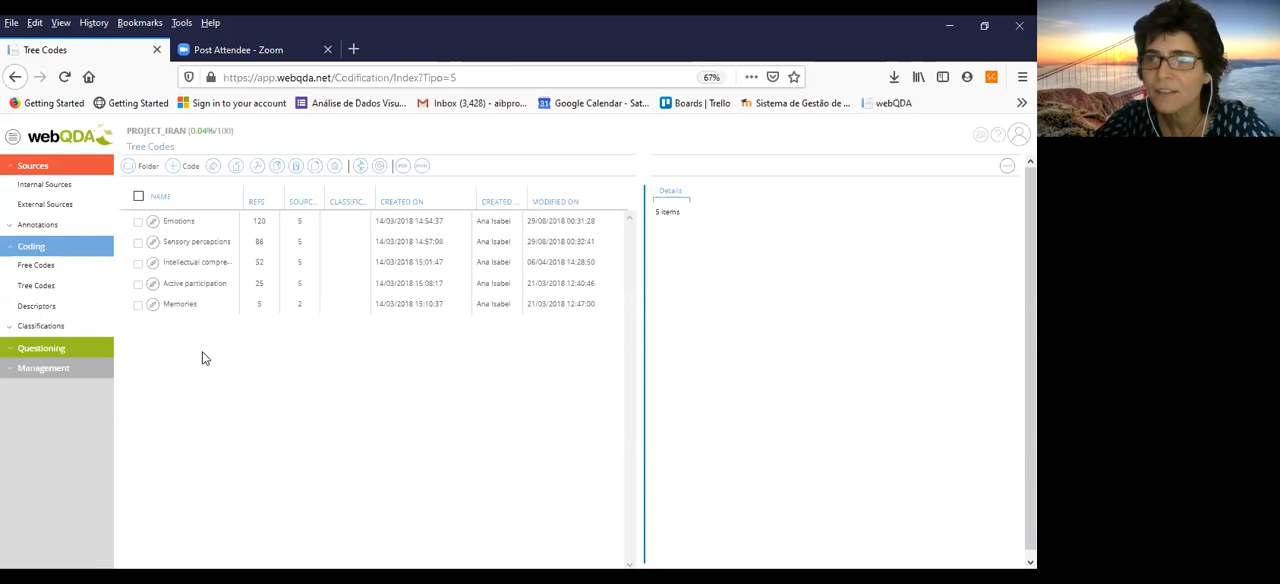 File Edit View History Bookmarks Tools Help
Tree Codes
Post Attendee - Zoom
https://app.webqda.net/Codification/Index?Tipo=5
67%
Getting Started Getting Started Sign in to your account Análise de Dados Visu... Inbox (3,428) - aibpro... Google Calendar - Sat... Boards | Trello Sistema de Gestão de ... webQDA
webQDA
PROJECT_IRAN (0.04%/100)
Tree Codes
Folder Code
Sources
Internal Sources
External Sources
Annotations
Coding
Free Codes
Tree Codes
Descriptors
Classifications
Questioning
Management
NAME REFS SOURC... CLASSIFIC... CREATED ON CREATED ... MODIFIED ON
Emotions 120 5 14/03/2018 14:54:37 Ana Isabel 29/08/2018 00:31:28
Sensory perceptions 86 5 14/03/2018 14:57:08 Ana Isabel 29/08/2018 00:32:41
Intellectual compre... 52 5 14/03/2018 15:01:47 Ana Isabel 06/04/2018 14:28:50
Active participation 25 5 14/03/2018 15:08:17 Ana Isabel 21/03/2018 12:40:46
Memories 5 2 14/03/2018 15:10:37 Ana Isabel 21/03/2018 12:47:00
Details
5 items